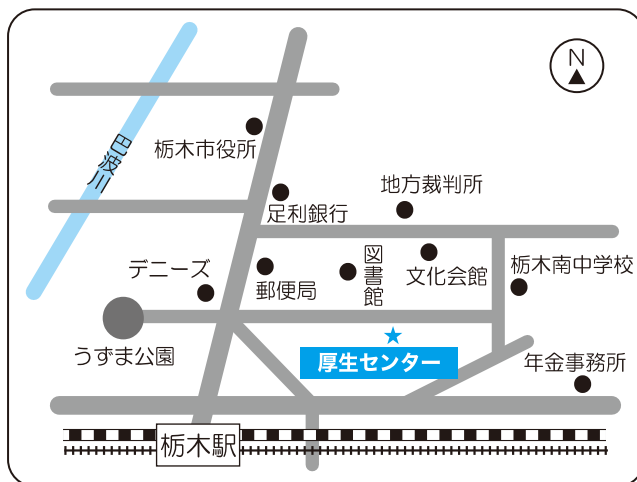 N
巴波川
栃木市役所
地方裁判所
足利銀行
図書館
文化会館
栃木南中学校
デニーズ
郵便局
うずま公園
厚生センター
年金事務所
栃木駅